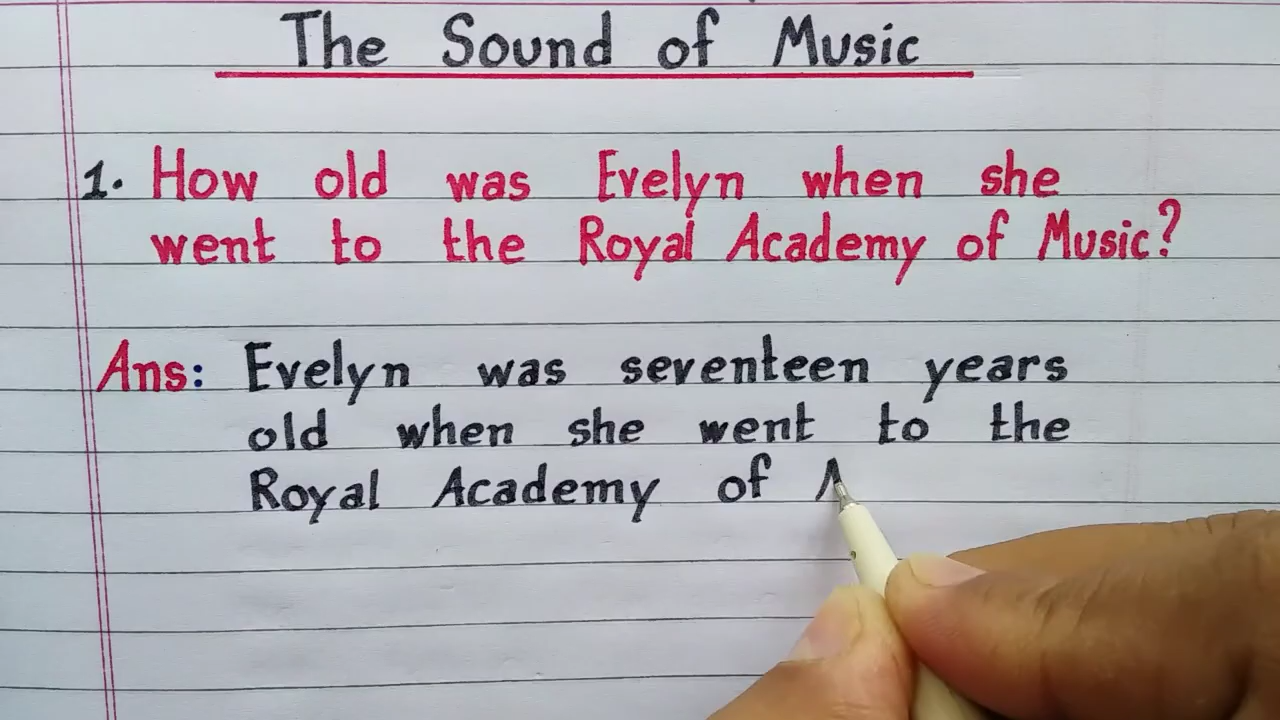 The Sound of Music
1. How old was Evelyn when she
went to the Royal Academy of Music?
Ans: Evelyn was seventeen years
old when she went to the
Royal Academy of